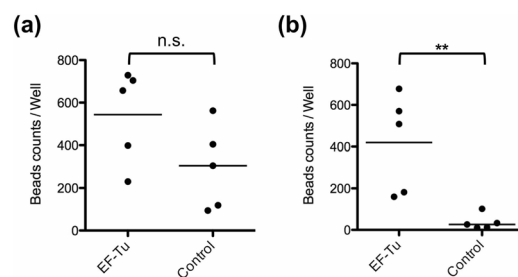 (a)
n.s.
Beads counts / Well
800
600
400
200
0
EF-Tu
Control
(b)
**
Beads counts / Well
800
600
400
200
0
EF-Tu
Control